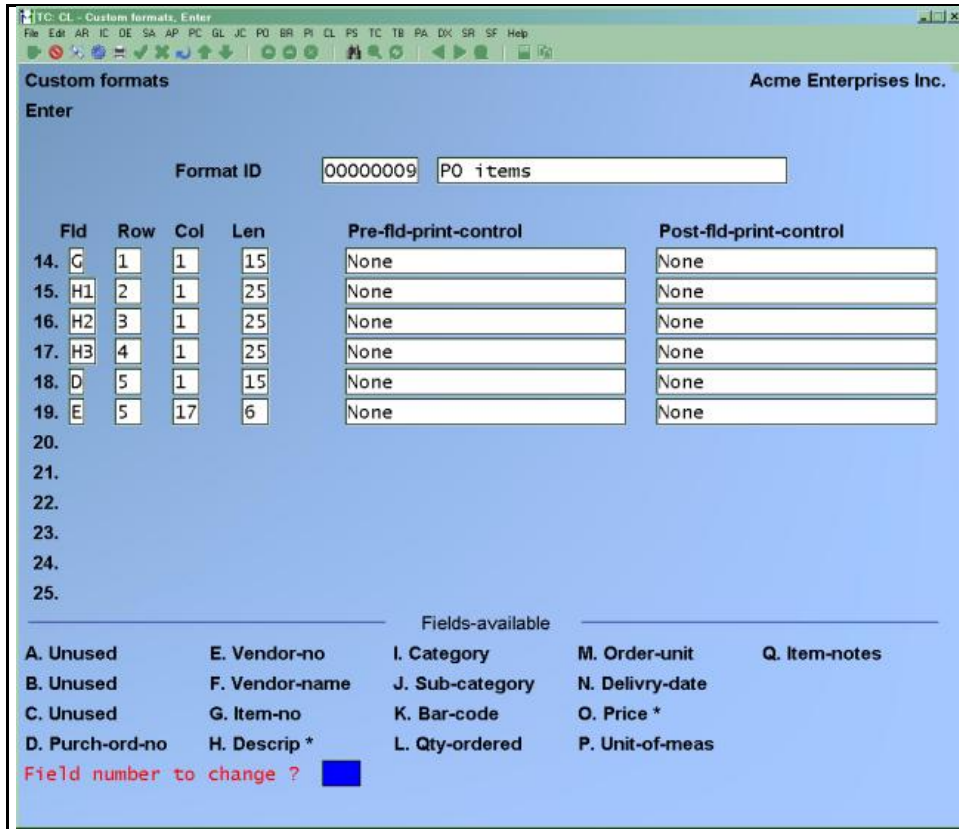 TC: CL - Custom formats, Enter
File Edit AR IC OE SA AP PC GL JC PO BR PI CL PS TC TB PA DX SR SF Help
Custom formats Acme Enterprises Inc.
Enter
Format ID 00000009 PO items
Fld Row Col Len Pre-fld-print-control Post-fld-print-control
14. G 1 1 15 None None
15. H1 2 1 25 None None
16. H2 3 1 25 None None
17. H3 4 1 25 None None
18. D 5 1 15 None None
19. E 5 17 6 None None
20.
21.
22.
23.
24.
25.
Fields-available
A. Unused E. Vendor-no I. Category M. Order-unit Q. Item-notes
B. Unused F. Vendor-name J. Sub-category N. Delivry-date
C. Unused G. Item-no K. Bar-code O. Price *
D. Purch-ord-no H. Descrip * L. Qty-ordered P. Unit-of-meas
Field number to change ?